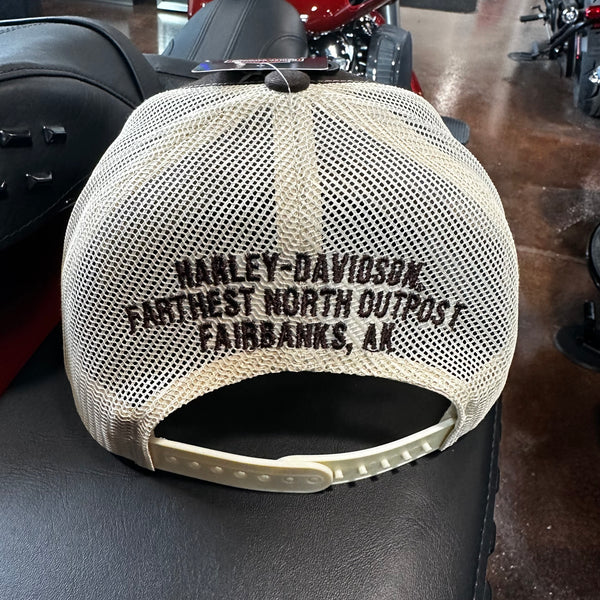 HARLEY-DAVIDSON
FARTHEST NORTH OUTPOST
FAIRBANKS, AK